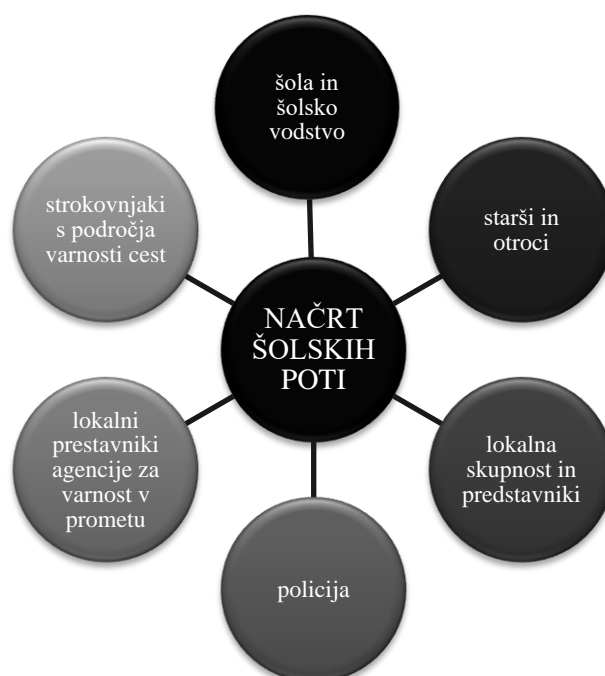 šola in
šolsko
vodstvo
strokovnjaki
s področja
varnosti cest
starši in
otroci
NAČRT
ŠOLSKIH
POTI
lokalni
prestavniki
agencije za
varnost v
prometu
lokalna
skupnost in
predstavniki
policija